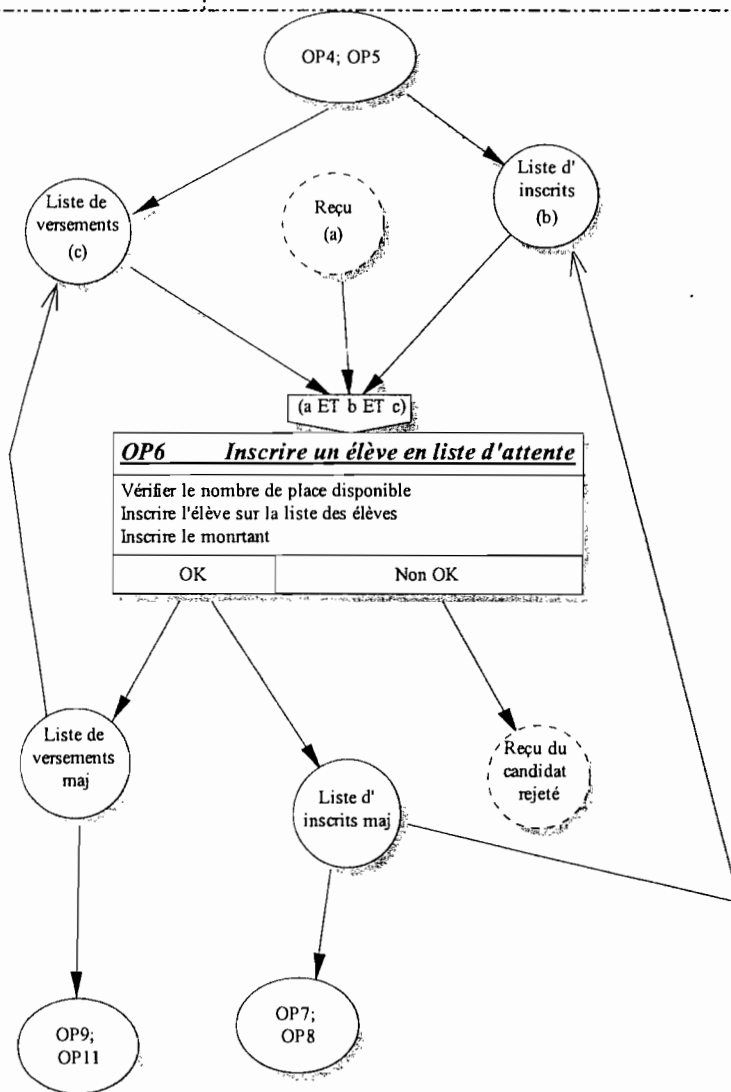 OP4; OP5
Liste de
versements
(c)
Reçu
(a)
Liste d'
inscrits
(b)
(a ET b ET c)
OP6 Inscrire un élève en liste d'attente
Vérifier le nombre de place disponible
Inscrire l'élève sur la liste des élèves
Inscrire le monrtant
OK Non OK
Liste de
versements
maj
Liste d'
inscrits maj
Reçu du
candidat
rejeté
OP9;
OP11
OP7;
OP8